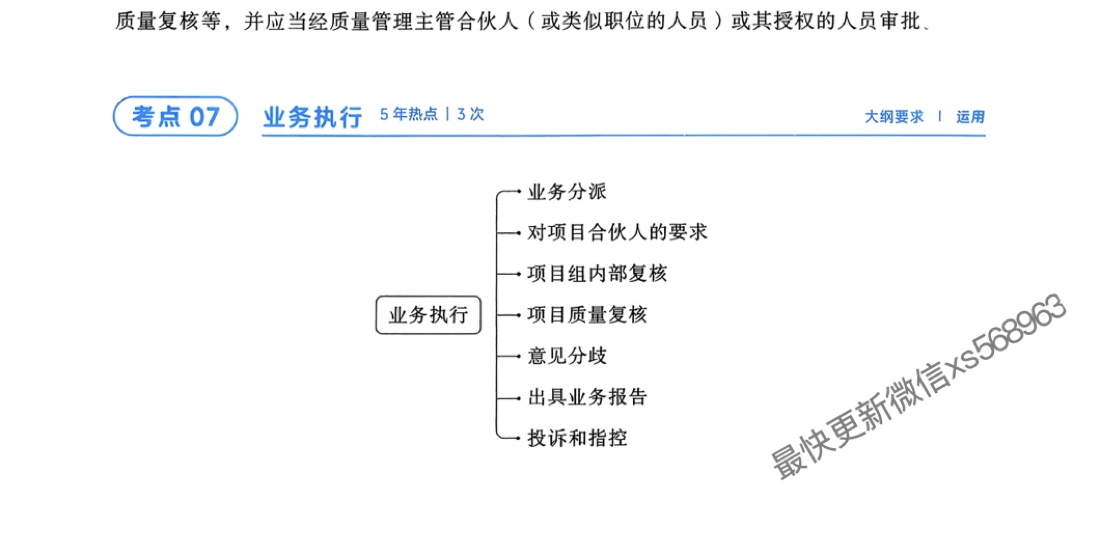 质量复核等，并应当经质量管理主管合伙人（或类似职位的人员）或其授权的人员审批。
考点 07 业务执行 5年热点 | 3次 大纲要求 | 运用
业务分派
对项目合伙人的要求
项目组内部复核
业务执行
项目质量复核
意见分歧
出具业务报告
投诉和指控
最快更新微信xs568963